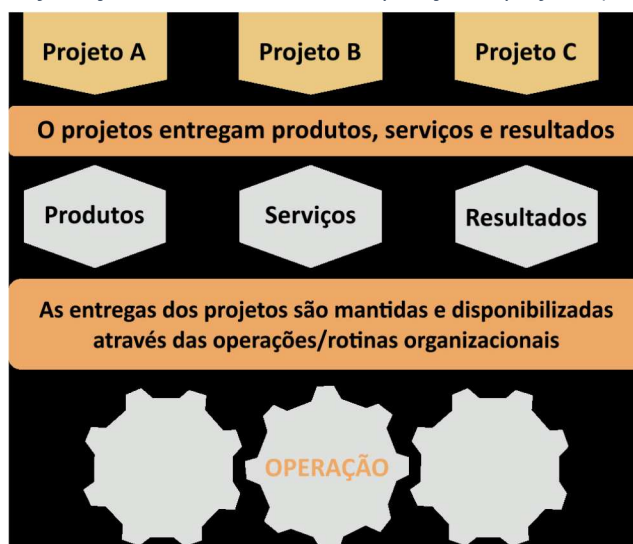 Projeto A Projeto B Projeto C
O projetos entregam produtos, serviços e resultados
Produtos Serviços Resultados
As entregas dos projetos são mantidas e disponibilizadas
através das operações/rotinas organizacionais
OPERAÇÃO